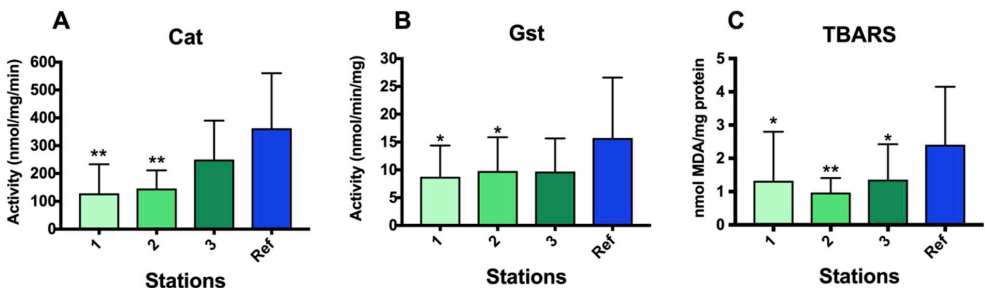 A
Cat
Activity (nmol/mg/min)
600
500
400
300
200
100
0
**
**
1
2
3
Ref
Stations
B
Gst
Activity (nmol/min/mg)
30
25
20
15
10
5
0
*
*
1
2
3
Ref
Stations
C
TBARS
nmol MDA/mg protein
5
4
3
2
1
0
*
**
*
1
2
3
Ref
Stations